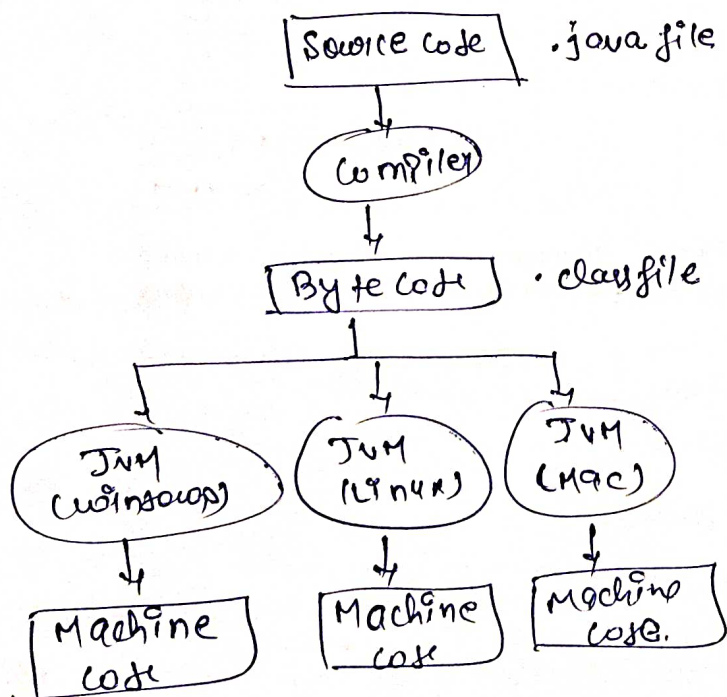 Source code .java file
Compiler
Byte code .class file
JVM
(windows)
JVM
(Linux)
JVM
(Mac)
Machine
code
Machine
code
Machine
code.